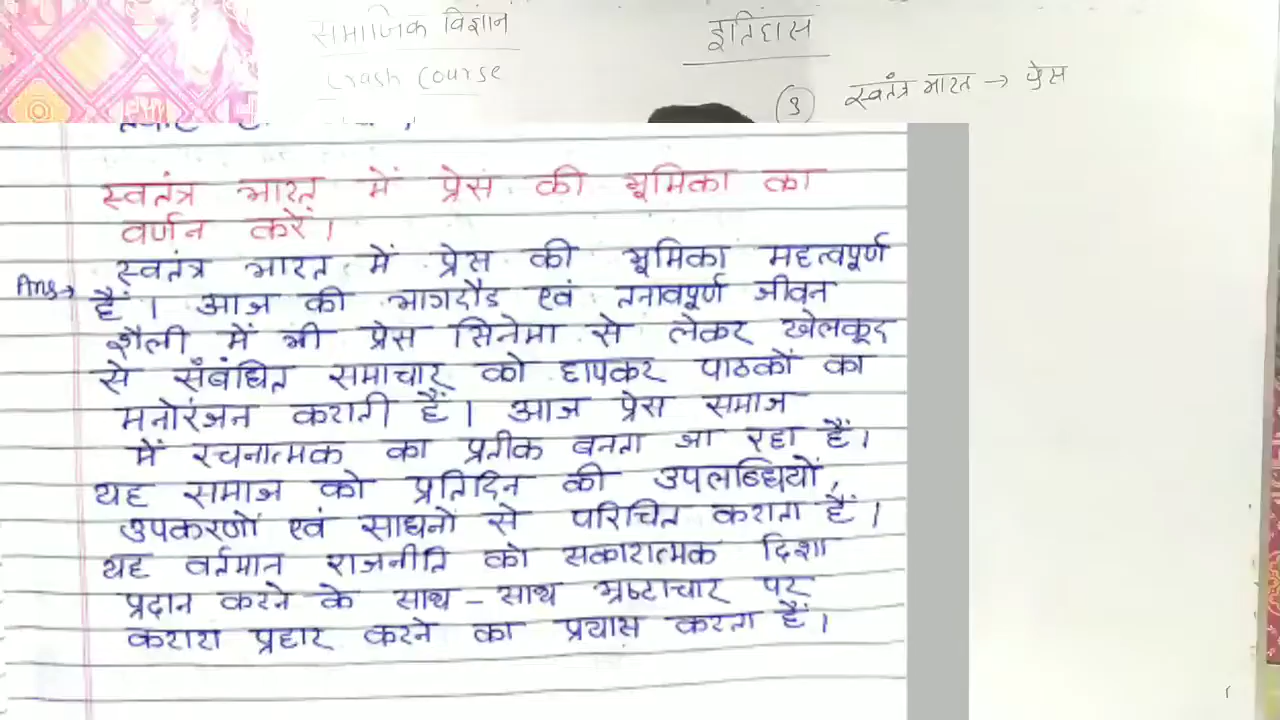 सामाजिक विज्ञान
Crash Course
इतिहास
3 स्वतंत्र भारत → प्रेस
स्वतंत्र भारत में प्रेस की भूमिका का
वर्णन करें।
Ans→ स्वतंत्र भारत में प्रेस की भूमिका महत्वपूर्ण
हैं। आज की भागदौड एवं तनावपूर्ण जीवन
शैली में भी प्रेस सिनेमा से लेकर खेलकूद
से संबंधित समाचार को छापकर पाठकों का
मनोरंजन कराती हैं। आज प्रेस समाज
में रचनात्मक का प्रतीक बनता जा रहा हैं।
यह समाज को प्रतिदिन की उपलब्धियों,
उपकरणों एवं साधनों से परिचित कराता हैं।
यह वर्तमान राजनीति को सकारात्मक दिशा
प्रदान करने के साथ - साथ भ्रष्टाचार पर
करारा प्रहार करने का प्रयास करता हैं।